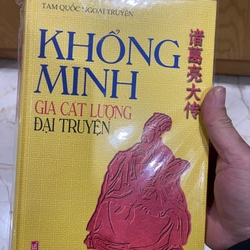 TAM QUỐC NGOẠI TRUYỆN
KHỔNG
MINH
GIA CÁT LƯỢNG
ĐẠI TRUYỆN
諸葛亮大传